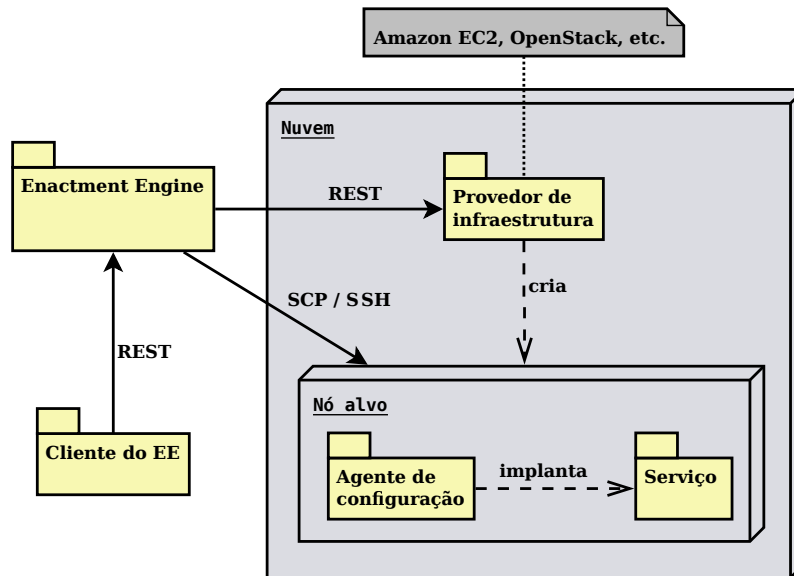 Amazon EC2, OpenStack, etc.
Nuvem
Enactment Engine
REST
Provedor de
infraestrutura
cria
SCP / SSH
REST
Nó alvo
Cliente do EE
Agente de
configuração
implanta
Serviço